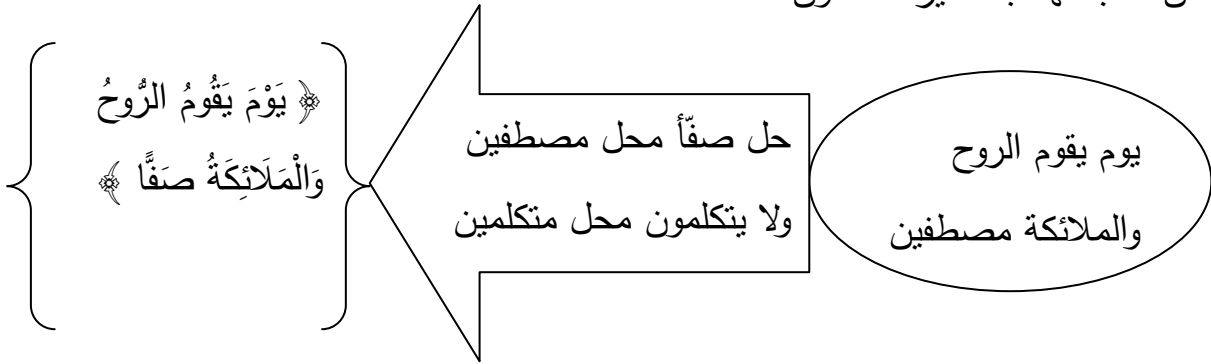 يوم يقوم الروح
والملائكة مصطفين
حل صفّأ محل مصطفين
ولا يتكلمون محل متكلمين
﴿ يَوْمَ يَقُومُ الرُّوحُ
وَالْمَلَائِكَةُ صَفًّا ﴾